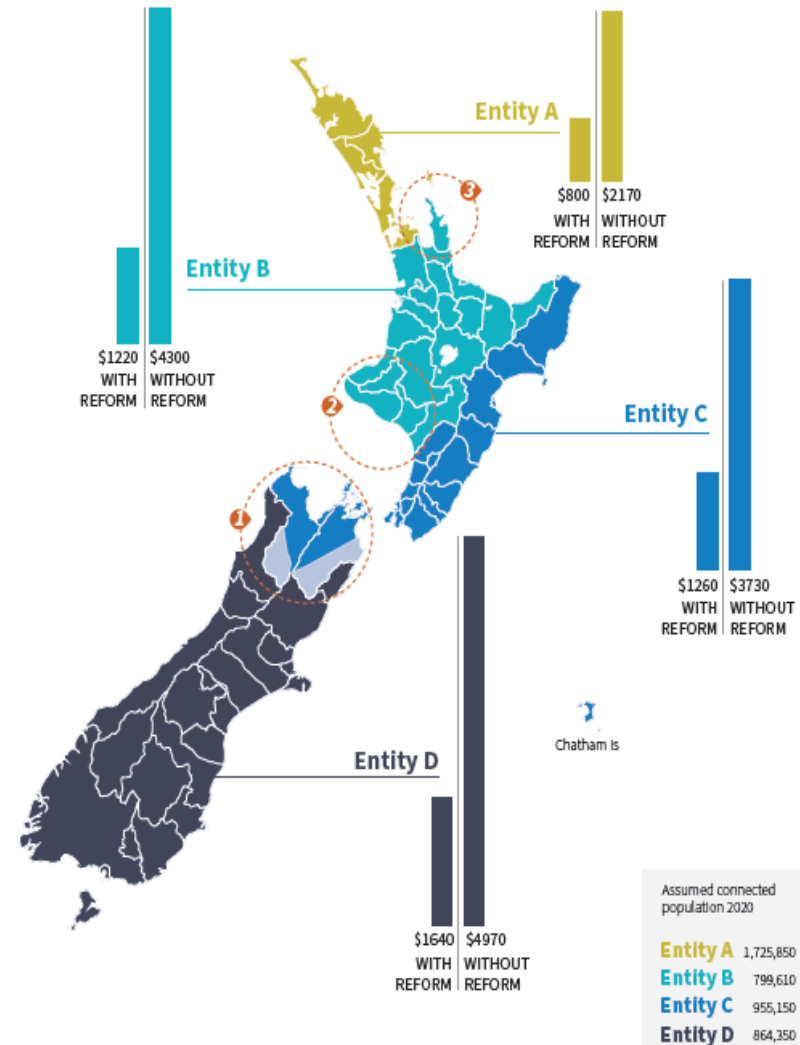 Entity A
3
$800 $2170
WITH WITHOUT
REFORM REFORM
Entity B
$1220 $4300
WITH WITHOUT
REFORM REFORM
2
Entity C
1
$1260 $3730
WITH WITHOUT
REFORM REFORM
Chatham Is
Entity D
$1640 $4970
WITH WITHOUT
REFORM REFORM
Assumed connected
population 2020
Entity A 1,725,850
Entity B 799,610
Entity C 955,150
Entity D 864,350